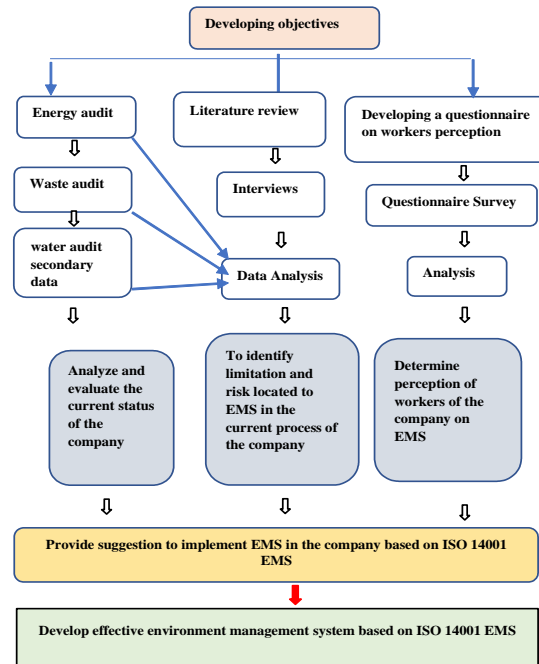 Developing objectives
Energy audit
Literature review
Developing a questionnaire
on workers perception
Waste audit
Interviews
Questionnaire Survey
water audit
secondary
data
Data Analysis
Analysis
Analyze and
evaluate the
current status
of the
company
To identify
limitation and
risk located to
EMS in the
current process of
the company
Determine
perception of
workers of the
company on
EMS
Provide suggestion to implement EMS in the company based on ISO 14001
EMS
Develop effective environment management system based on ISO 14001 EMS